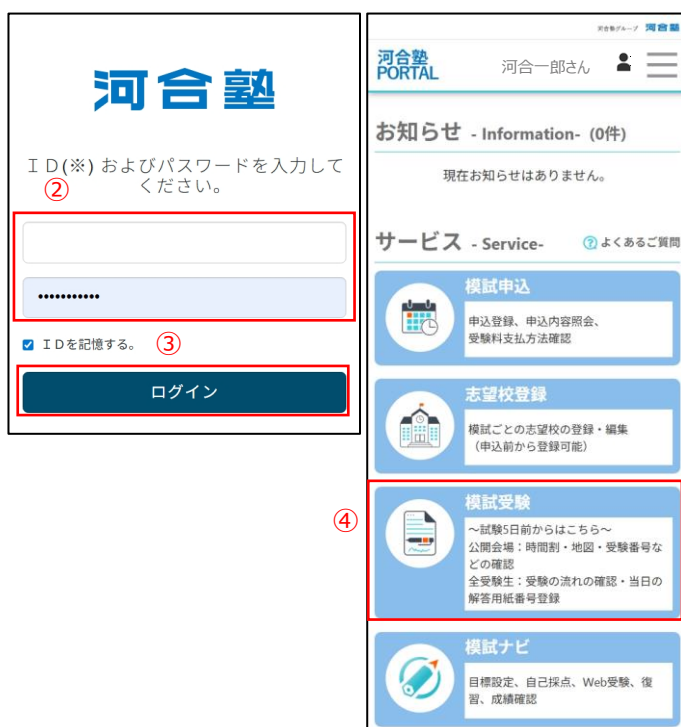 河合塾
ＩＤ(※) およびパスワードを入力して
ください。
②
•••••••••••
ＩＤを記憶する。
③
ログイン
河合塾グループ 河合塾
河合塾
PORTAL
河合一郎さん
お知らせ - Information- (0件)
現在お知らせはありません。
サービス - Service-
? よくあるご質問
模試申込
申込登録、申込内容照会、
受験料支払方法確認
志望校登録
模試ごとの志望校の登録・編集
（申込前から登録可能）
④
模試受験
～試験5日前からはこちら～
公開会場：時間割・地図・受験番号な
どの確認
全受験生：受験の流れの確認・当日の
解答用紙番号登録
模試ナビ
目標設定、自己採点、Web受験、復
習、成績確認